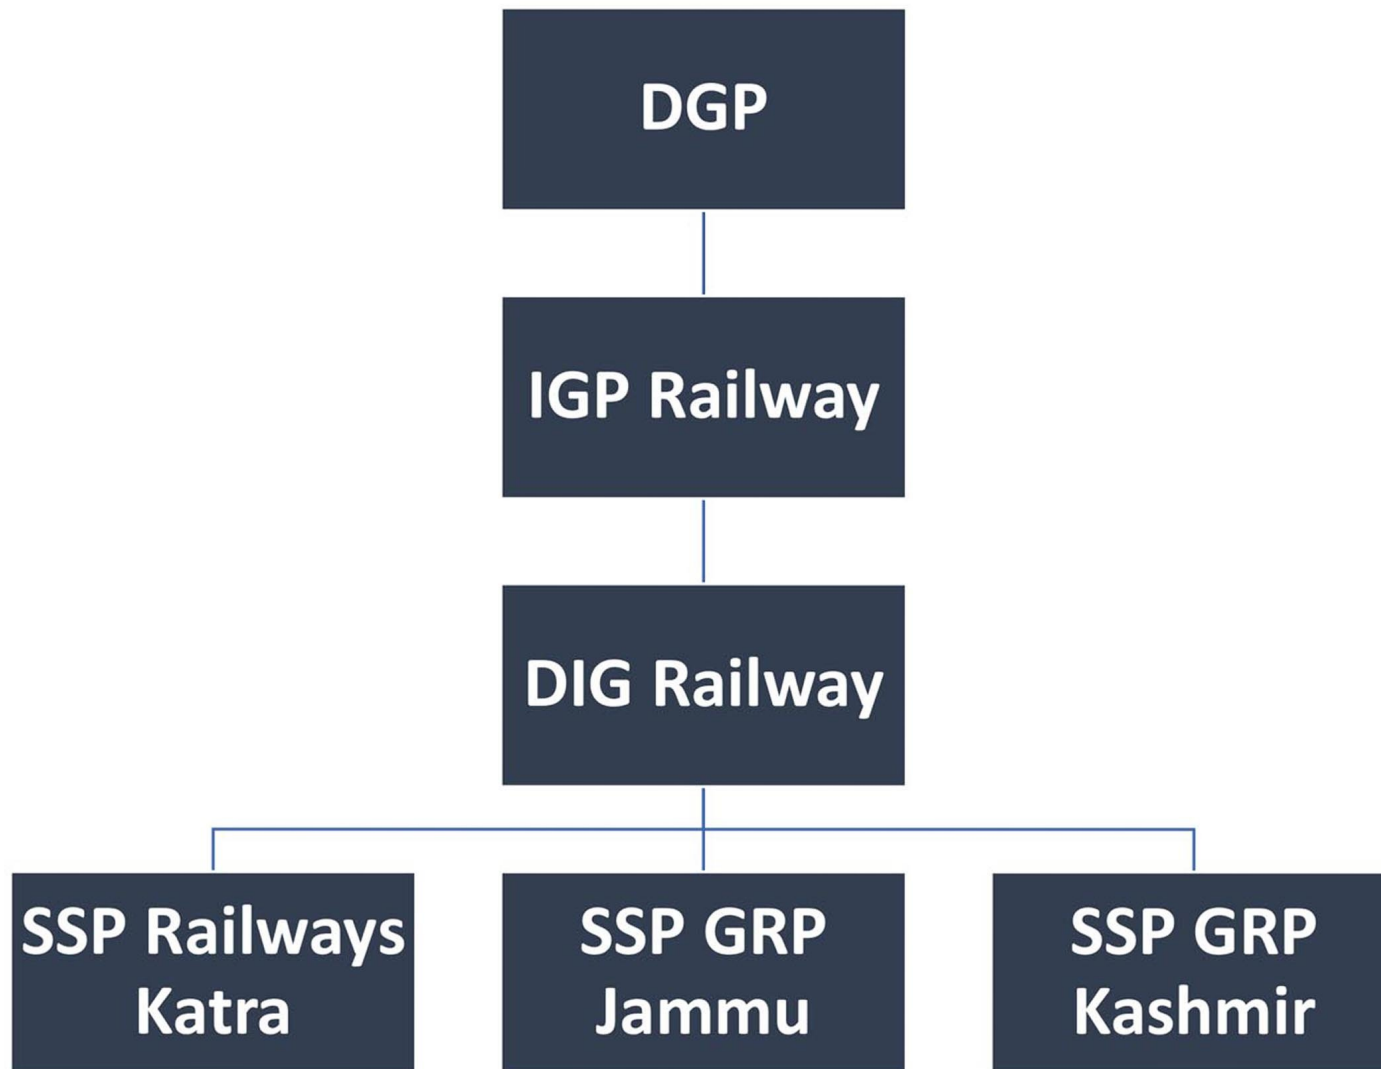 DGP
IGP Railway
DIG Railway
SSP Railways
Katra
SSP GRP
Jammu
SSP GRP
Kashmir